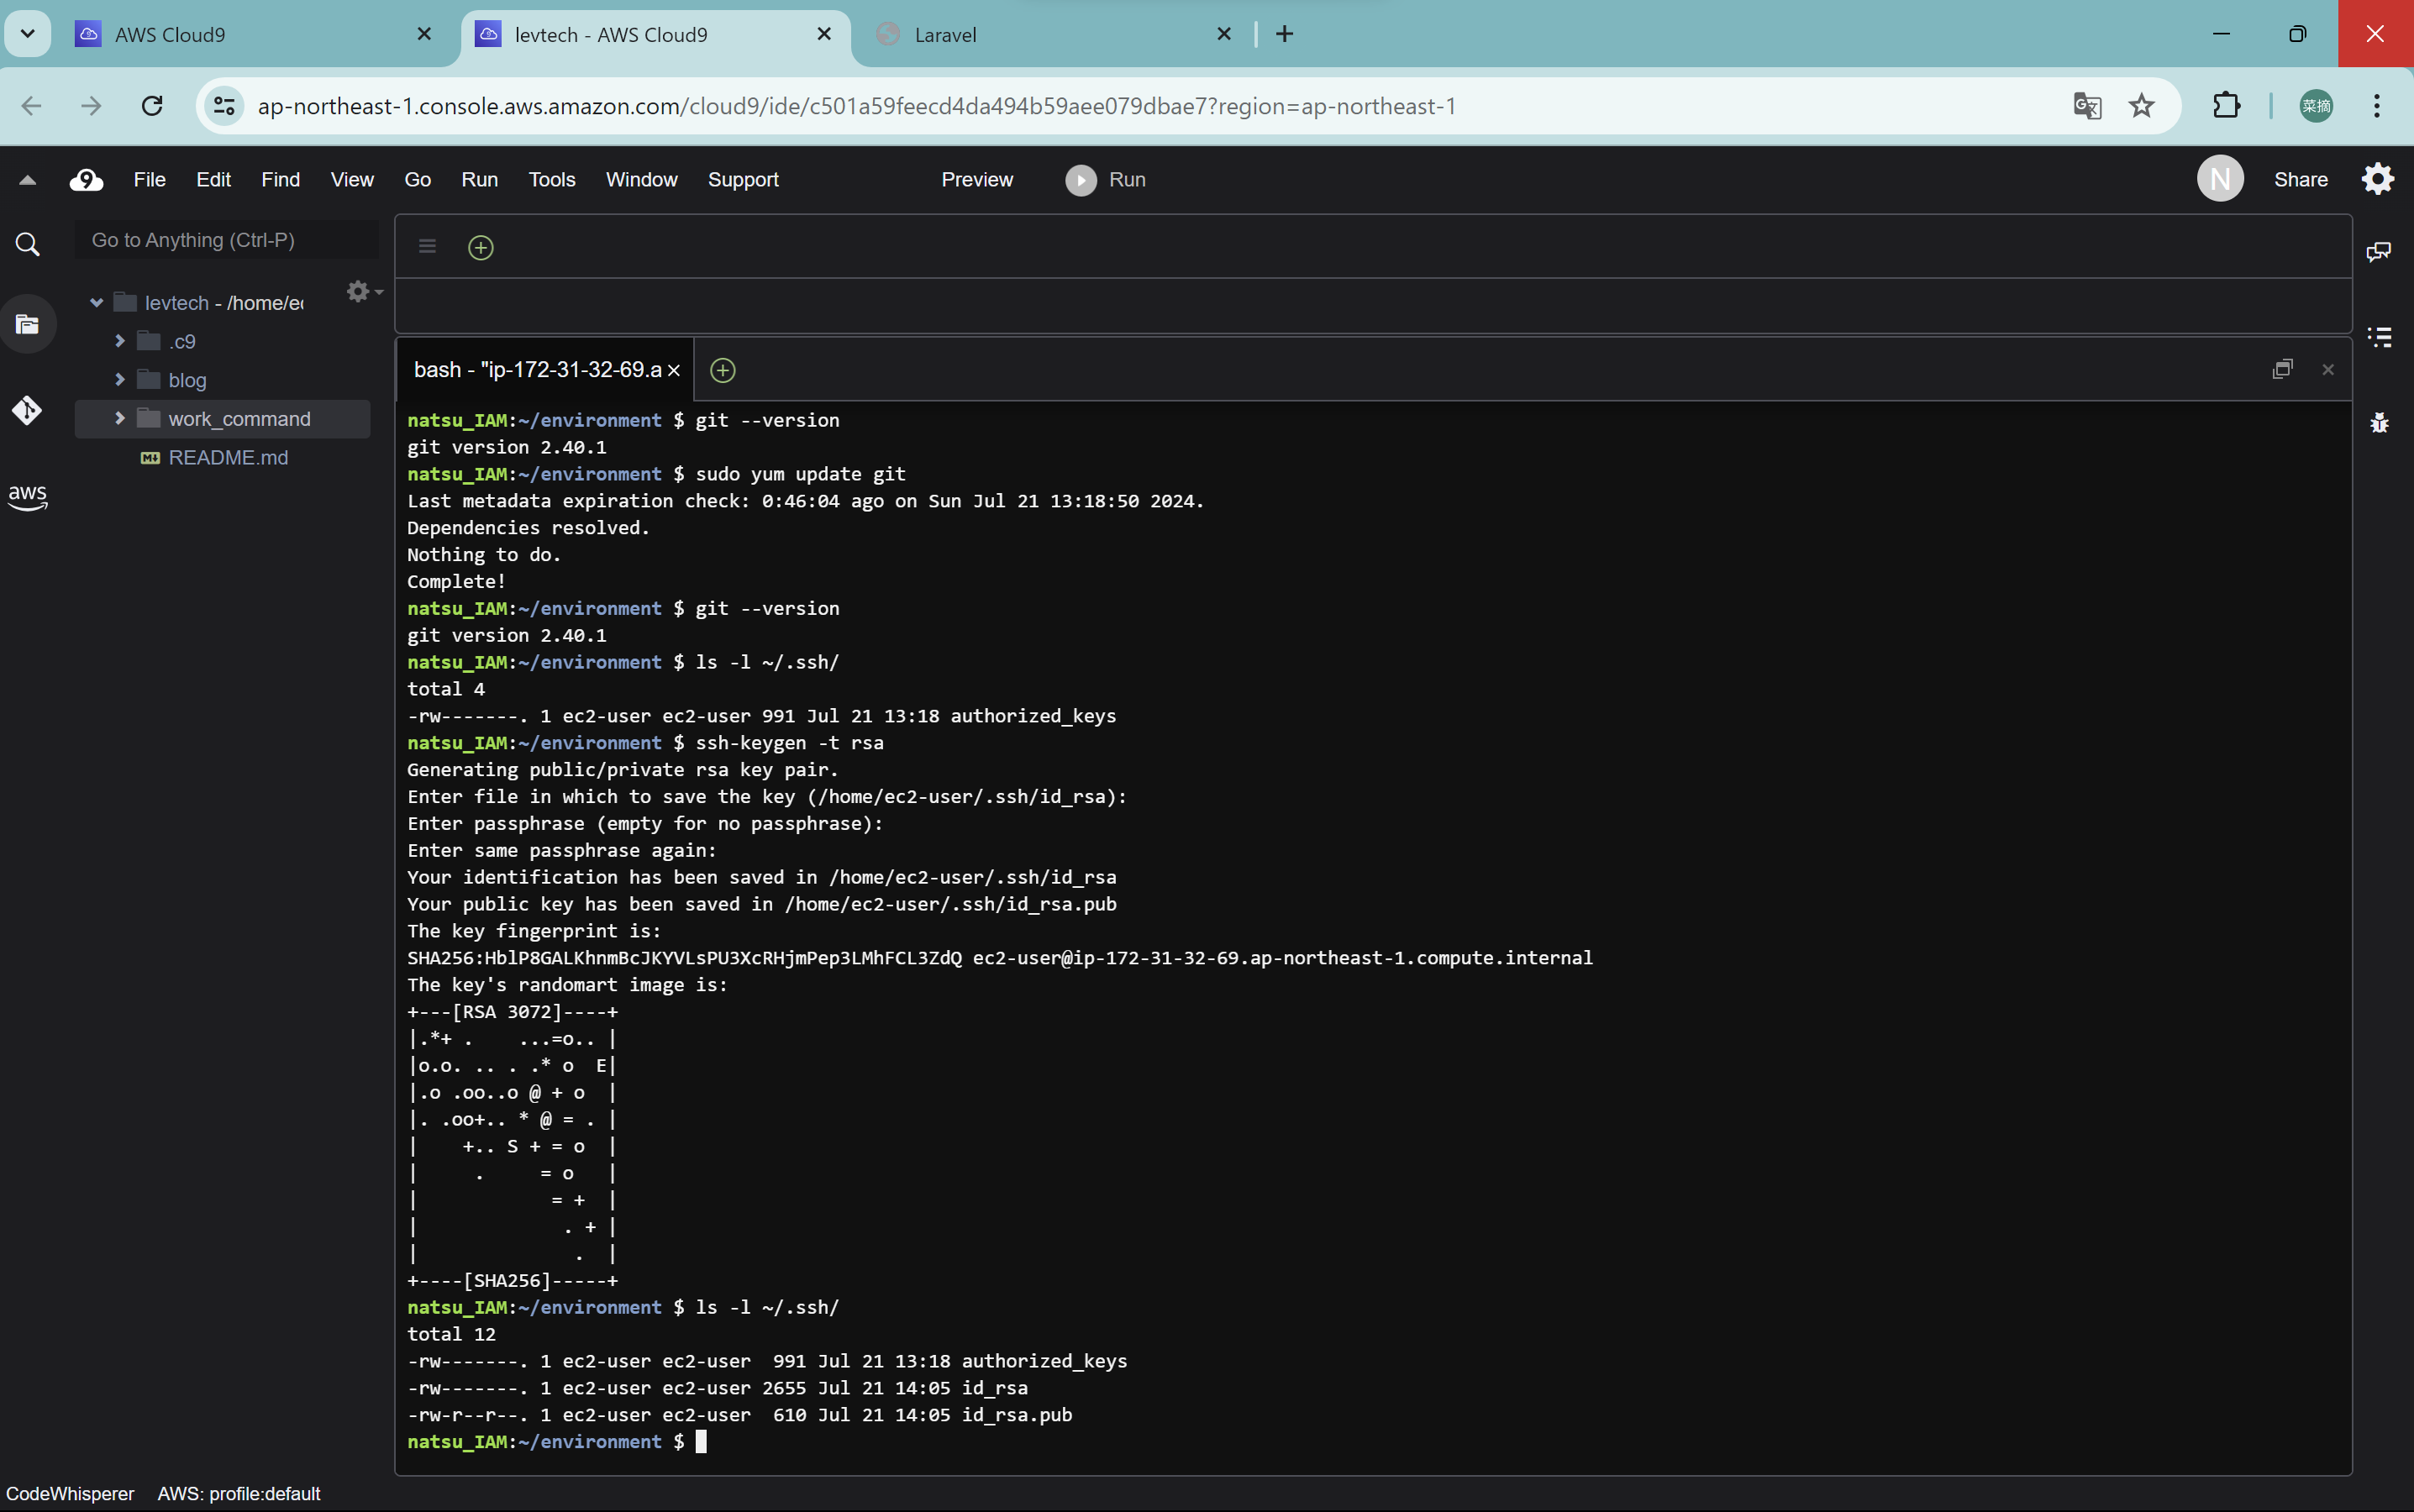 AWS Cloud9
levtech - AWS Cloud9
Laravel
ap-northeast-1.console.aws.amazon.com/cloud9/ide/c501a59feecd4da494b59aee079dbae7?region=ap-northeast-1
菜摘
9 File Edit Find View Go Run Tools Window Support Preview Run N Share
Go to Anything (Ctrl-P)
levtech - /home/ec
.c9
blog
work_command
README.md
aws
bash - "ip-172-31-32-69.a
natsu_IAM:~/environment $ git --version
git version 2.40.1
natsu_IAM:~/environment $ sudo yum update git
Last metadata expiration check: 0:46:04 ago on Sun Jul 21 13:18:50 2024.
Dependencies resolved.
Nothing to do.
Complete!
natsu_IAM:~/environment $ git --version
git version 2.40.1
natsu_IAM:~/environment $ ls -l ~/.ssh/
total 4
-rw-------. 1 ec2-user ec2-user 991 Jul 21 13:18 authorized_keys
natsu_IAM:~/environment $ ssh-keygen -t rsa
Generating public/private rsa key pair.
Enter file in which to save the key (/home/ec2-user/.ssh/id_rsa):
Enter passphrase (empty for no passphrase):
Enter same passphrase again:
Your identification has been saved in /home/ec2-user/.ssh/id_rsa
Your public key has been saved in /home/ec2-user/.ssh/id_rsa.pub
The key fingerprint is:
SHA256:HblP8GALKhnmBcJKYVLsPU3XcRHjmPep3LMhFCL3ZdQ ec2-user@ip-172-31-32-69.ap-northeast-1.compute.internal
The key's randomart image is:
+---[RSA 3072]----+
|.*+ .    ...=o.. |
|o.o. .. . .* o  E|
|.o .oo..o @ + o  |
|. .oo+.. * @ = . |
|    +.. S + = o  |
|     .     = o   |
|            = +  |
|             . + |
|              .  |
+----[SHA256]-----+
natsu_IAM:~/environment $ ls -l ~/.ssh/
total 12
-rw-------. 1 ec2-user ec2-user  991 Jul 21 13:18 authorized_keys
-rw-------. 1 ec2-user ec2-user 2655 Jul 21 14:05 id_rsa
-rw-r--r--. 1 ec2-user ec2-user  610 Jul 21 14:05 id_rsa.pub
natsu_IAM:~/environment $
CodeWhisperer AWS: profile:default